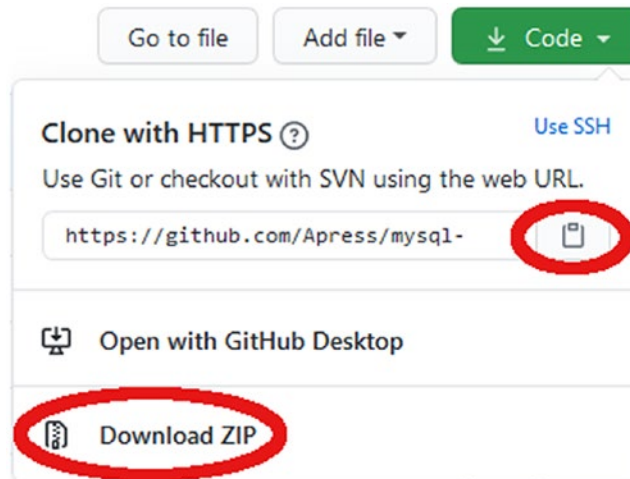 Go to file Add file Code
Clone with HTTPS ? Use SSH
Use Git or checkout with SVN using the web URL.
https://github.com/Apress/mysql-
Open with GitHub Desktop
Download ZIP